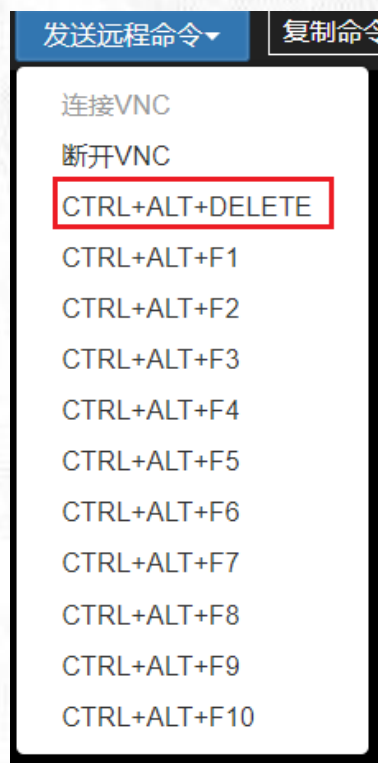 发送远程命令 复制命令
连接VNC
断开VNC
CTRL+ALT+DELETE
CTRL+ALT+F1
CTRL+ALT+F2
CTRL+ALT+F3
CTRL+ALT+F4
CTRL+ALT+F5
CTRL+ALT+F6
CTRL+ALT+F7
CTRL+ALT+F8
CTRL+ALT+F9
CTRL+ALT+F10